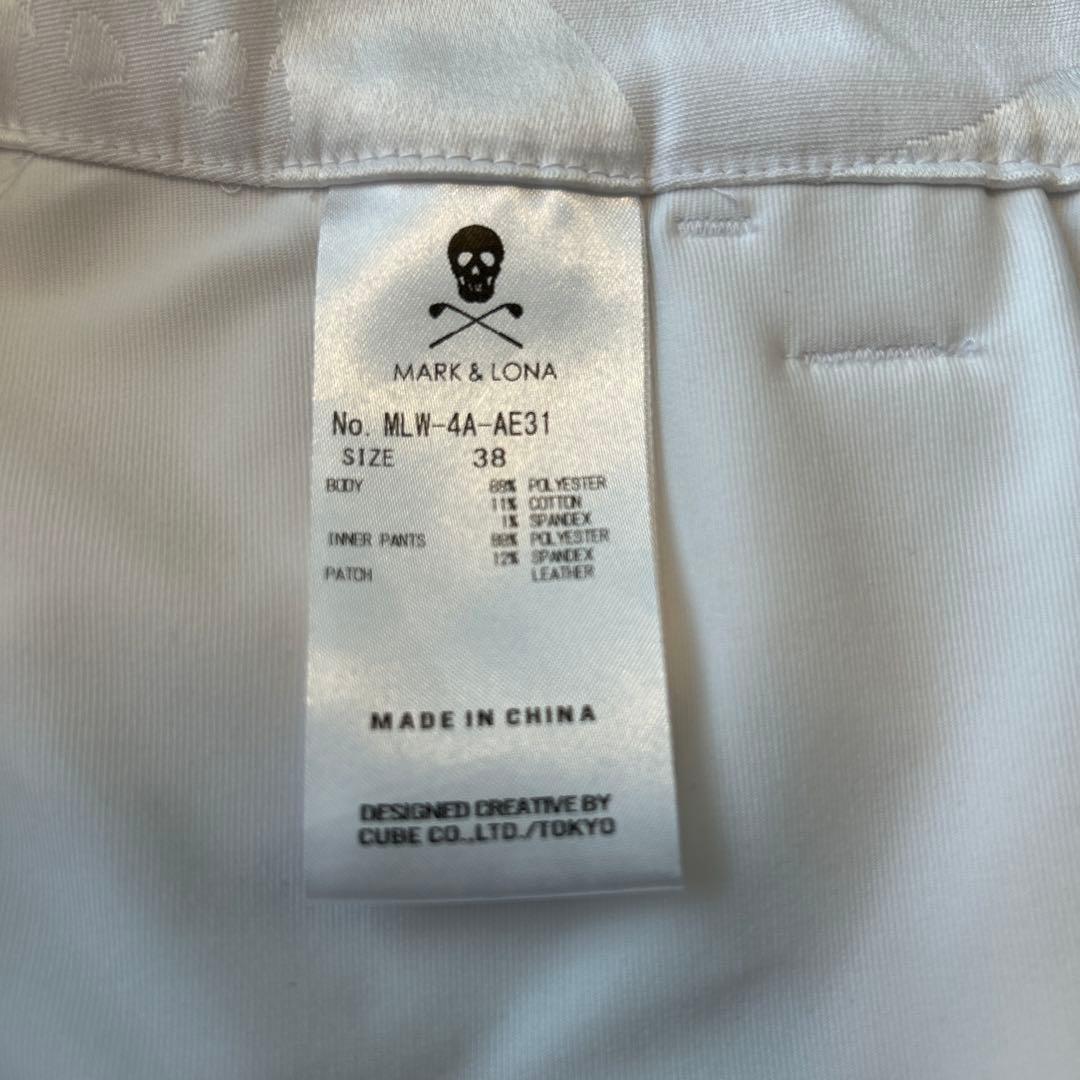 MARK & LONA
No. MLW-4A-AE31
SIZE 38
BODY 88% POLYESTER
11% COTTON
1% SPANDEX
INNER PANTS 88% POLYESTER
12% SPANDEX
PATCH LEATHER
MADE IN CHINA
DESIGNED CREATIVE BY
CUBE CO.,LTD./TOKYO